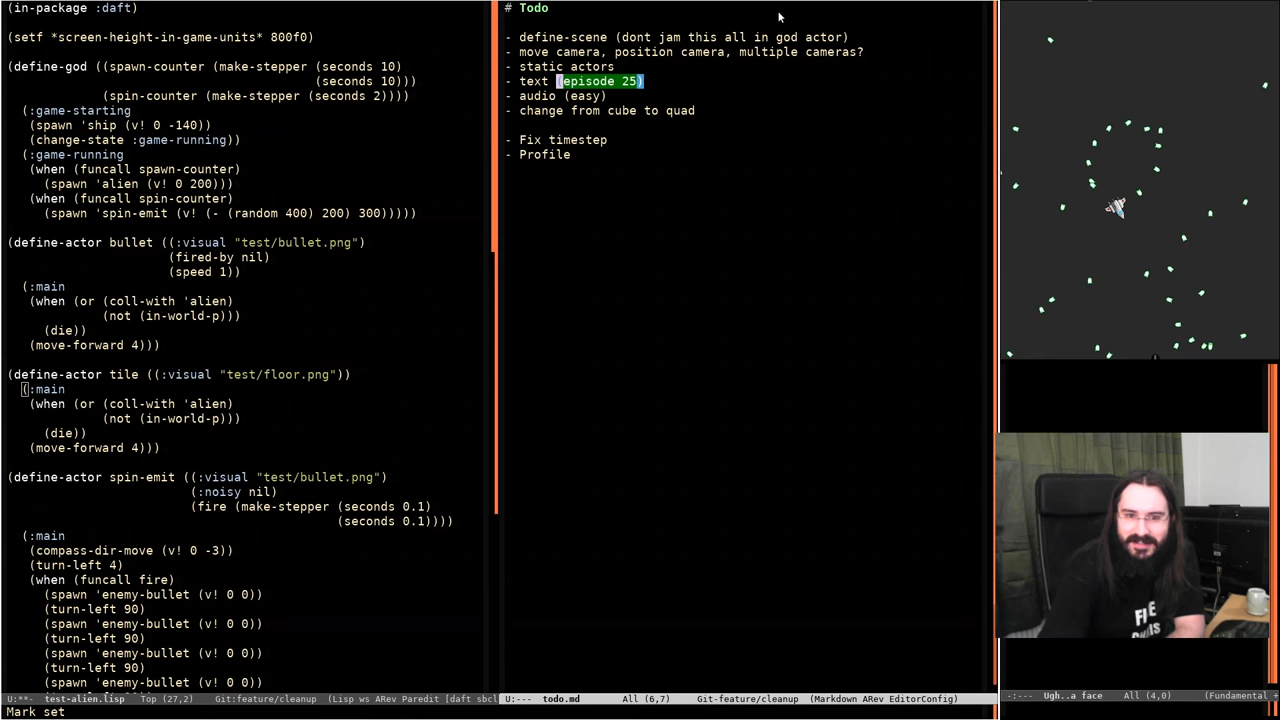 (in-package :daft)
(setf *screen-height-in-game-units* 800f0)
(define-god ((spawn-counter (make-stepper (seconds 10)
(seconds 10)))
(spin-counter (make-stepper (seconds 2))))
(:game-starting
(spawn 'ship (v! 0 -140))
(change-state :game-running))
(:game-running
(when (funcall spawn-counter)
(spawn 'alien (v! 0 200)))
(when (funcall spin-counter)
(spawn 'spin-emit (v! (- (random 400) 200) 300)))))
(define-actor bullet ((:visual "test/bullet.png")
(fired-by nil)
(speed 1))
(:main
(when (or (coll-with 'alien)
(not (in-world-p)))
(die))
(move-forward 4)))
(define-actor tile ((:visual "test/floor.png"))
(:main
(when (or (coll-with 'alien)
(not (in-world-p)))
(die))
(move-forward 4)))
(define-actor spin-emit ((:visual "test/bullet.png")
(:noisy nil)
(fire (make-stepper (seconds 0.1)
(seconds 0.1))))
(:main
(compass-dir-move (v! 0 -3))
(turn-left 4)
(when (funcall fire)
(spawn 'enemy-bullet (v! 0 0))
(turn-left 90)
(spawn 'enemy-bullet (v! 0 0))
(turn-left 90)
(spawn 'enemy-bullet (v! 0 0))
(turn-left 90)
(spawn 'enemy-bullet (v! 0 0))
U:**- test-alien.lisp Top (27,2) Git:feature/cleanup (Lisp ws ARev Paredit [daft sbcl
Mark set
# Todo
- define-scene (dont jam this all in god actor)
- move camera, position camera, multiple cameras?
- static actors
- text (episode 25)
- audio (easy)
- change from cube to quad
- Fix timestep
- Profile
U:--- todo.md All (6,7) Git-feature/cleanup (Markdown ARev EditorConfig)
-:--- Ugh..a face All (4,0) (Fundamental +